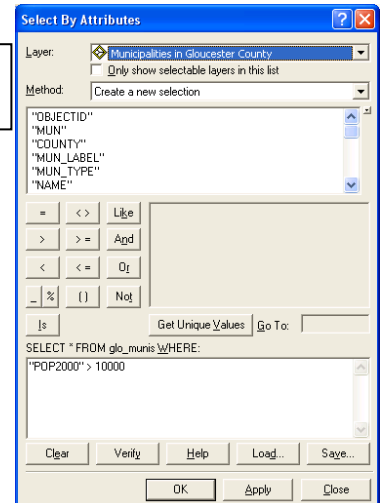 Select By Attributes
Layer: Municipalities in Gloucester County
Only show selectable layers in this list
Method: Create a new selection
"OBJECTID"
"MUN"
"COUNTY"
"MUN_LABEL"
"MUN_TYPE"
"NAME"
= <> Like
> >= And
< <= Or
_ % () Not
Is Get Unique Values Go To:
SELECT * FROM glo_munis WHERE:
"POP2000" > 10000
Clear Verify Help Load... Save...
OK Apply Close